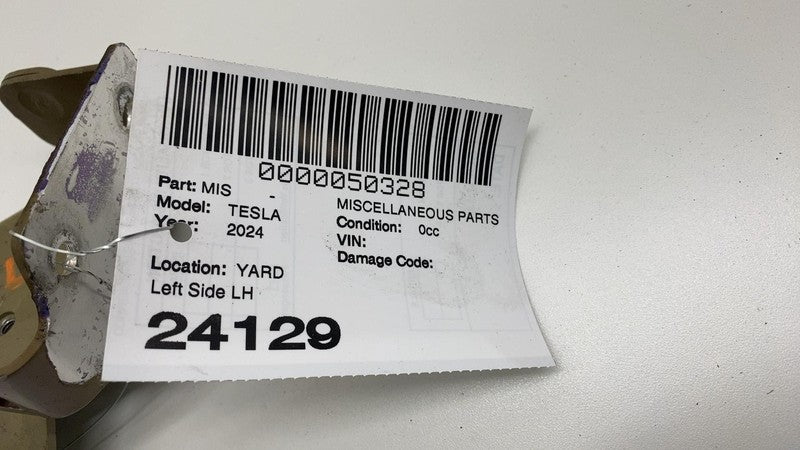 0000050328
Part: MIS -
MISCELLANEOUS PARTS
Model: TESLA
Condition: 0cc
Year: 2024
VIN:
Damage Code:
Location: YARD
Left Side LH
24129